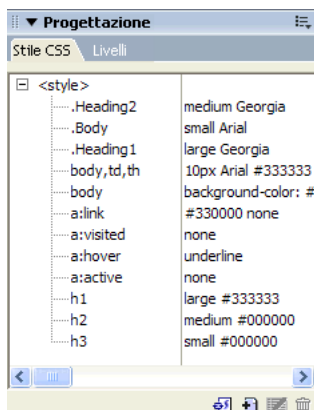 Progettazione
Stile CSS Livelli
<style>
.Heading2 medium Georgia
.Body small Arial
.Heading1 large Georgia
body,td,th 10px Arial #333333
body background-color: #
a:link #330000 none
a:visited none
a:hover underline
a:active none
h1 large #333333
h2 medium #000000
h3 small #000000